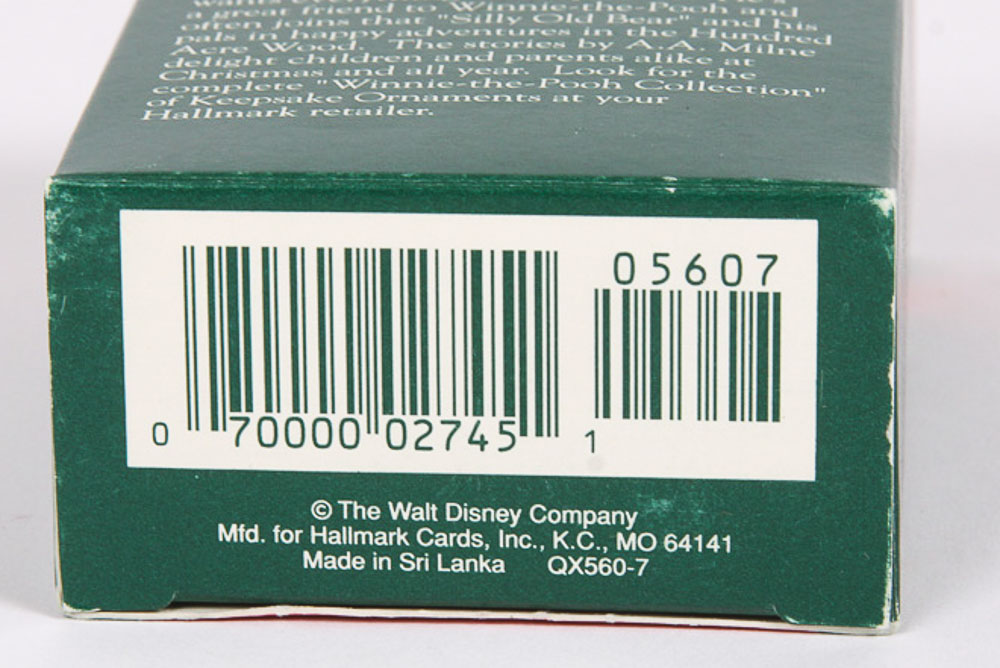 a great friend to Winnie-the-Pooh and
often joins that "Silly Old Bear" and his
pals in happy adventures in the Hundred
Acre Wood. The stories by A.A. Milne
delight children and parents alike at
Christmas and all year. Look for the
complete "Winnie-the-Pooh Collection"
of Keepsake Ornaments at your
Hallmark retailer.
05607
0 70000 02745 1
© The Walt Disney Company
Mfd. for Hallmark Cards, Inc., K.C., MO 64141
Made in Sri Lanka QX560-7